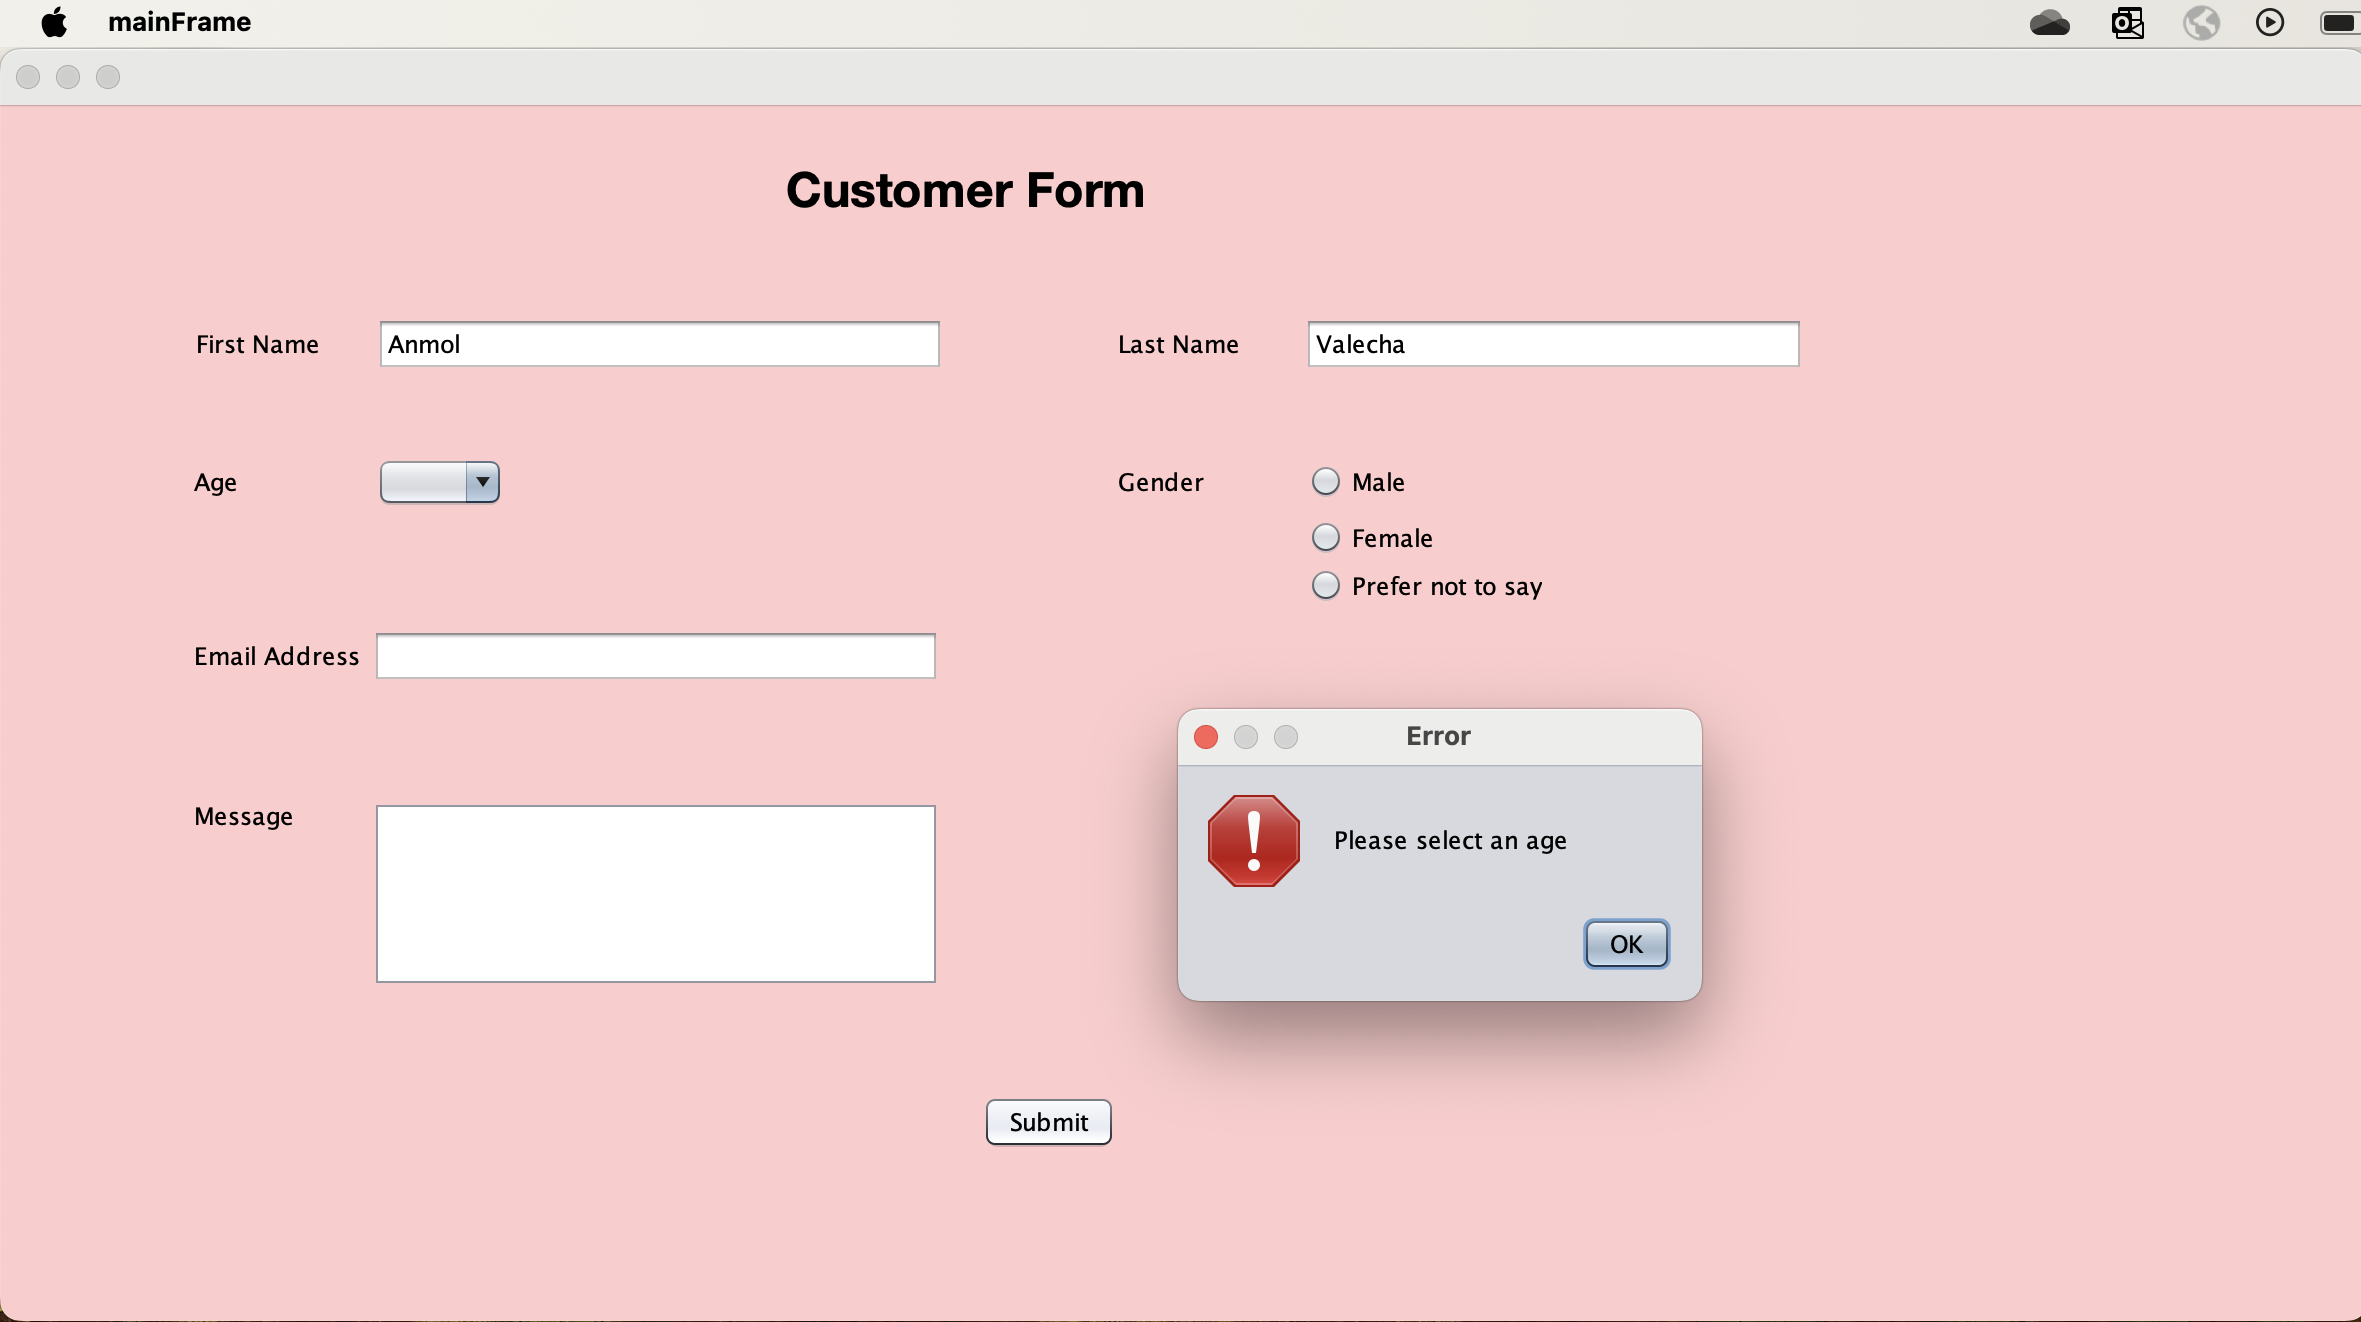 mainFrame
Customer Form
First Name Anmol Last Name Valecha
Age Gender Male
Female
Prefer not to say
Email Address
Error
Message Please select an age
OK
Submit